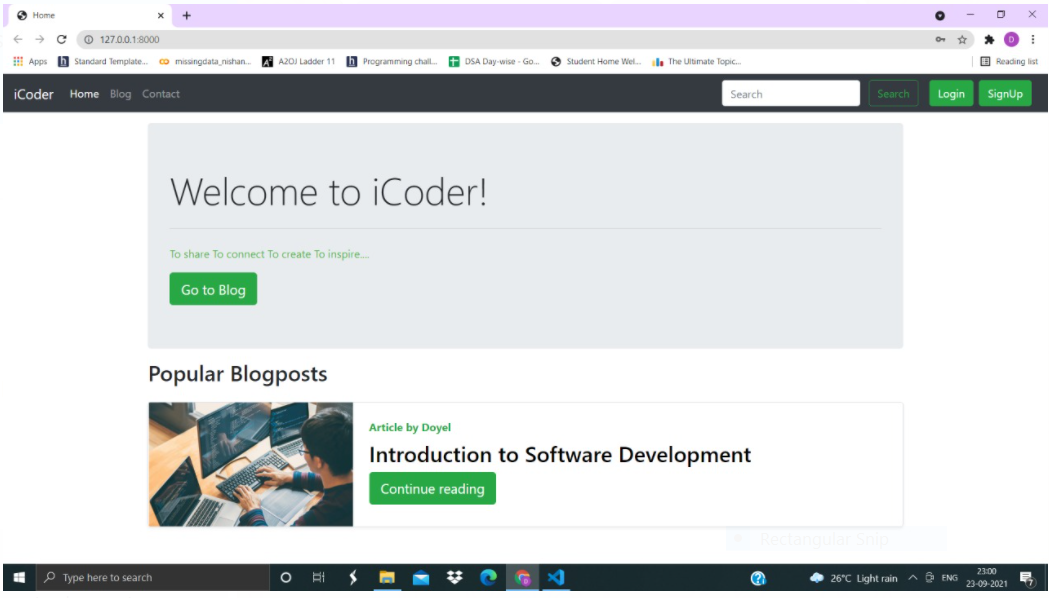 Home
127.0.0.1:8000
Apps Standard Template... missingdata_nishan... A2OJ Ladder 11 Programming chall... DSA Day-wise - Go... Student Home Wel... The Ultimate Topic... Reading list
iCoder Home Blog Contact Search Search Login SignUp
Welcome to iCoder!
To share To connect To create To inspire....
Go to Blog
Popular Blogposts
Article by Doyel
Introduction to Software Development
Continue reading
Rectangular Snip
Type here to search 26°C Light rain ENG 23:00
23-09-2021